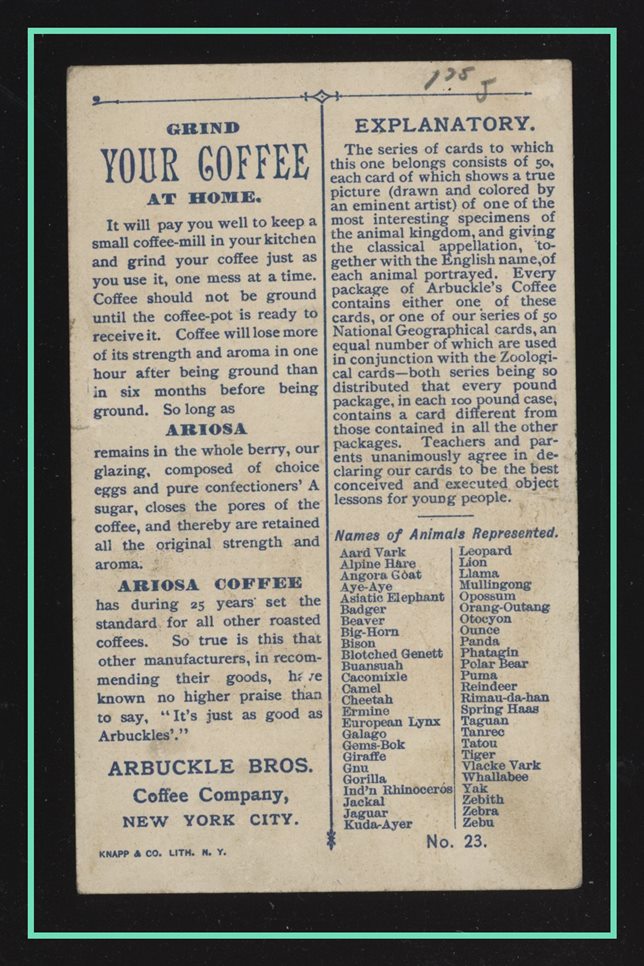 125 J
GRIND
YOUR COFFEE
AT HOME.
It will pay you well to keep a
small coffee-mill in your kitchen
and grind your coffee just as
you use it, one mess at a time.
Coffee should not be ground
until the coffee-pot is ready to
receive it. Coffee will lose more
of its strength and aroma in one
hour after being ground than
in six months before being
ground. So long as
ARIOSA
remains in the whole berry, our
glazing, composed of choice
eggs and pure confectioners' A
sugar, closes the pores of the
coffee, and thereby are retained
all the original strength and
aroma.
ARIOSA COFFEE
has during 25 years set the
standard for all other roasted
coffees. So true is this that
other manufacturers, in recom-
mending their goods, have
known no higher praise than
to say, "It's just as good as
Arbuckles'."
ARBUCKLE BROS.
Coffee Company,
NEW YORK CITY.
KNAPP & CO. LITH. N. Y.
EXPLANATORY.
The series of cards to which
this one belongs consists of 50,
each card of which shows a true
picture (drawn and colored by
an eminent artist) of one of the
most interesting specimens of
the animal kingdom, and giving
the classical appellation, to-
gether with the English name, of
each animal portrayed. Every
package of Arbuckle's Coffee
contains either one of these
cards, or one of our series of 50
National Geographical cards, an
equal number of which are used
in conjunction with the Zoologi-
cal cards—both series being so
distributed that every pound
package, in each 100 pound case,
contains a card different from
those contained in all the other
packages. Teachers and par-
ents unanimously agree in de-
claring our cards to be the best
conceived and executed object
lessons for young people.
Names of Animals Represented.
Aard Vark
Alpine Hare
Angora Goat
Aye-Aye
Asiatic Elephant
Badger
Beaver
Big-Horn
Bison
Blotched Genett
Buansuah
Cacomixle
Camel
Cheetah
Ermine
European Lynx
Galago
Gems-Bok
Giraffe
Gnu
Gorilla
Ind'n Rhinoceros
Jackal
Jaguar
Kuda-Ayer
Leopard
Lion
Llama
Mullingong
Opossum
Orang-Outang
Otocyon
Ounce
Panda
Phatagin
Polar Bear
Puma
Reindeer
Rimau-da-han
Spring Haas
Taguan
Tanrec
Tatou
Tiger
Vlacke Vark
Whallabee
Yak
Zebith
Zebra
Zebu
No. 23.